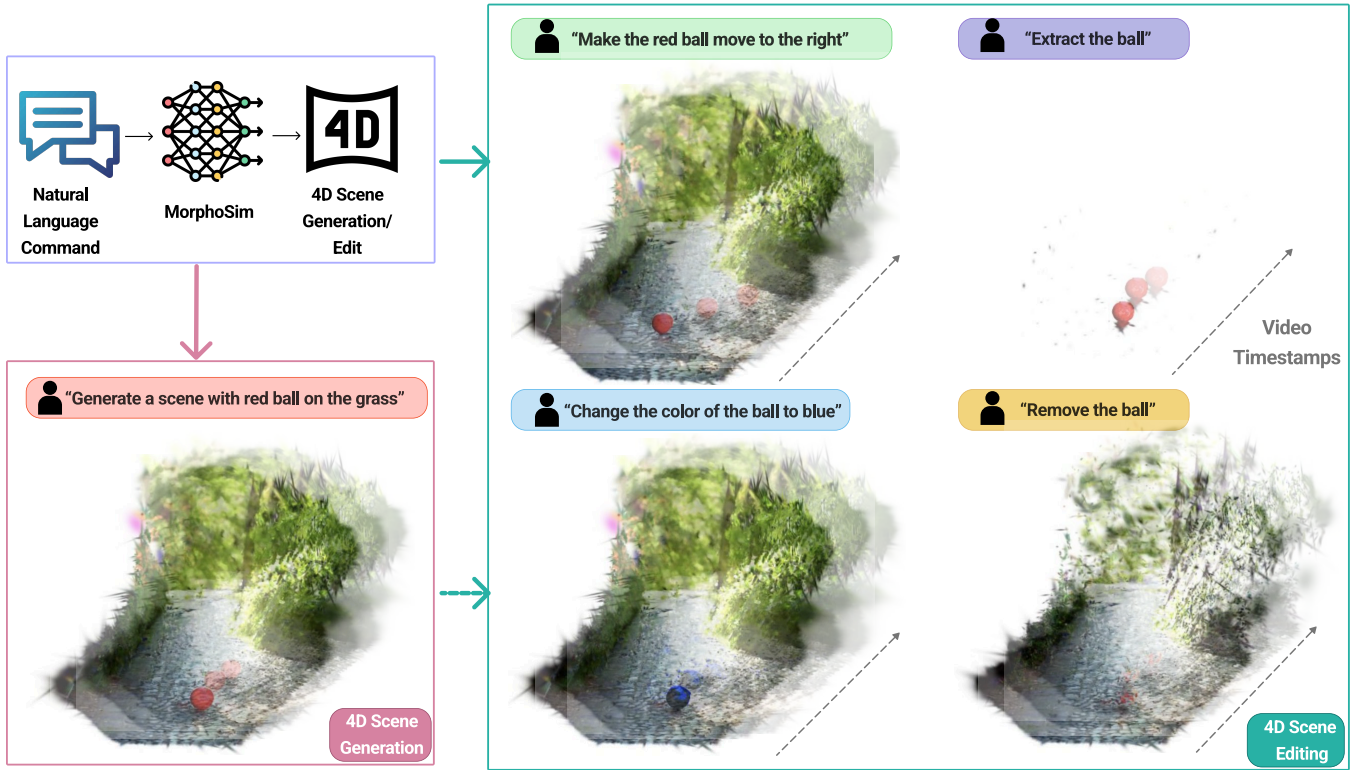 4D
Natural
Language
Command
MorphoSim
4D Scene
Generation/
Edit
“Generate a scene with red ball on the grass”
4D Scene
Generation
“Make the red ball move to the right”
“Extract the ball”
Video
Timestamps
“Change the color of the ball to blue”
“Remove the ball”
4D Scene
Editing